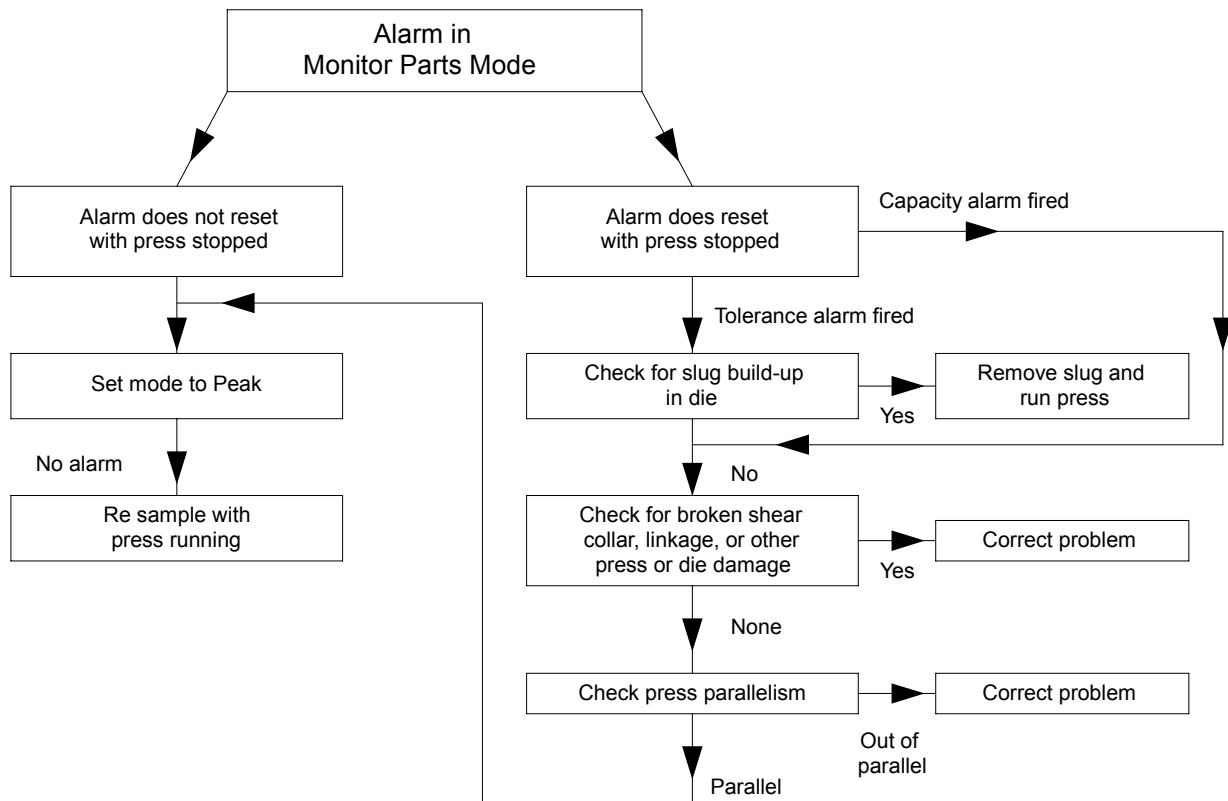 Alarm in
Monitor Parts Mode
Alarm does not reset
with press stopped
Alarm does reset
with press stopped
Capacity alarm fired
Tolerance alarm fired
Set mode to Peak
Check for slug build-up
in die
Yes
Remove slug and
run press
No alarm
No
Re sample with
press running
Check for broken shear
collar, linkage, or other
press or die damage
Yes
Correct problem
None
Check press parallelism
Correct problem
Out of
parallel
Parallel